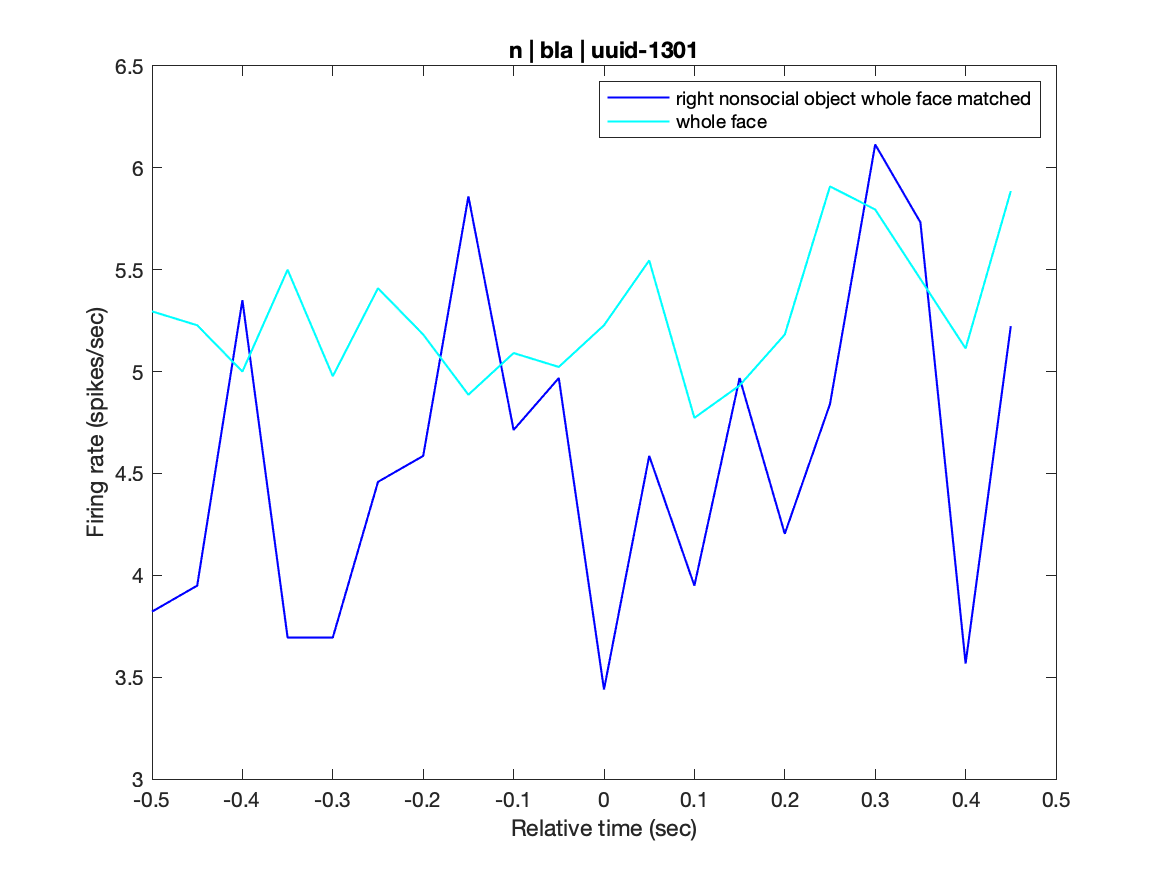 n | bla | uuid-1301
right nonsocial object whole face matched
whole face
6.5
6
5.5
5
4.5
4
3.5
3
Firing rate (spikes/sec)
-0.5 -0.4 -0.3 -0.2 -0.1 0 0.1 0.2 0.3 0.4 0.5
Relative time (sec)